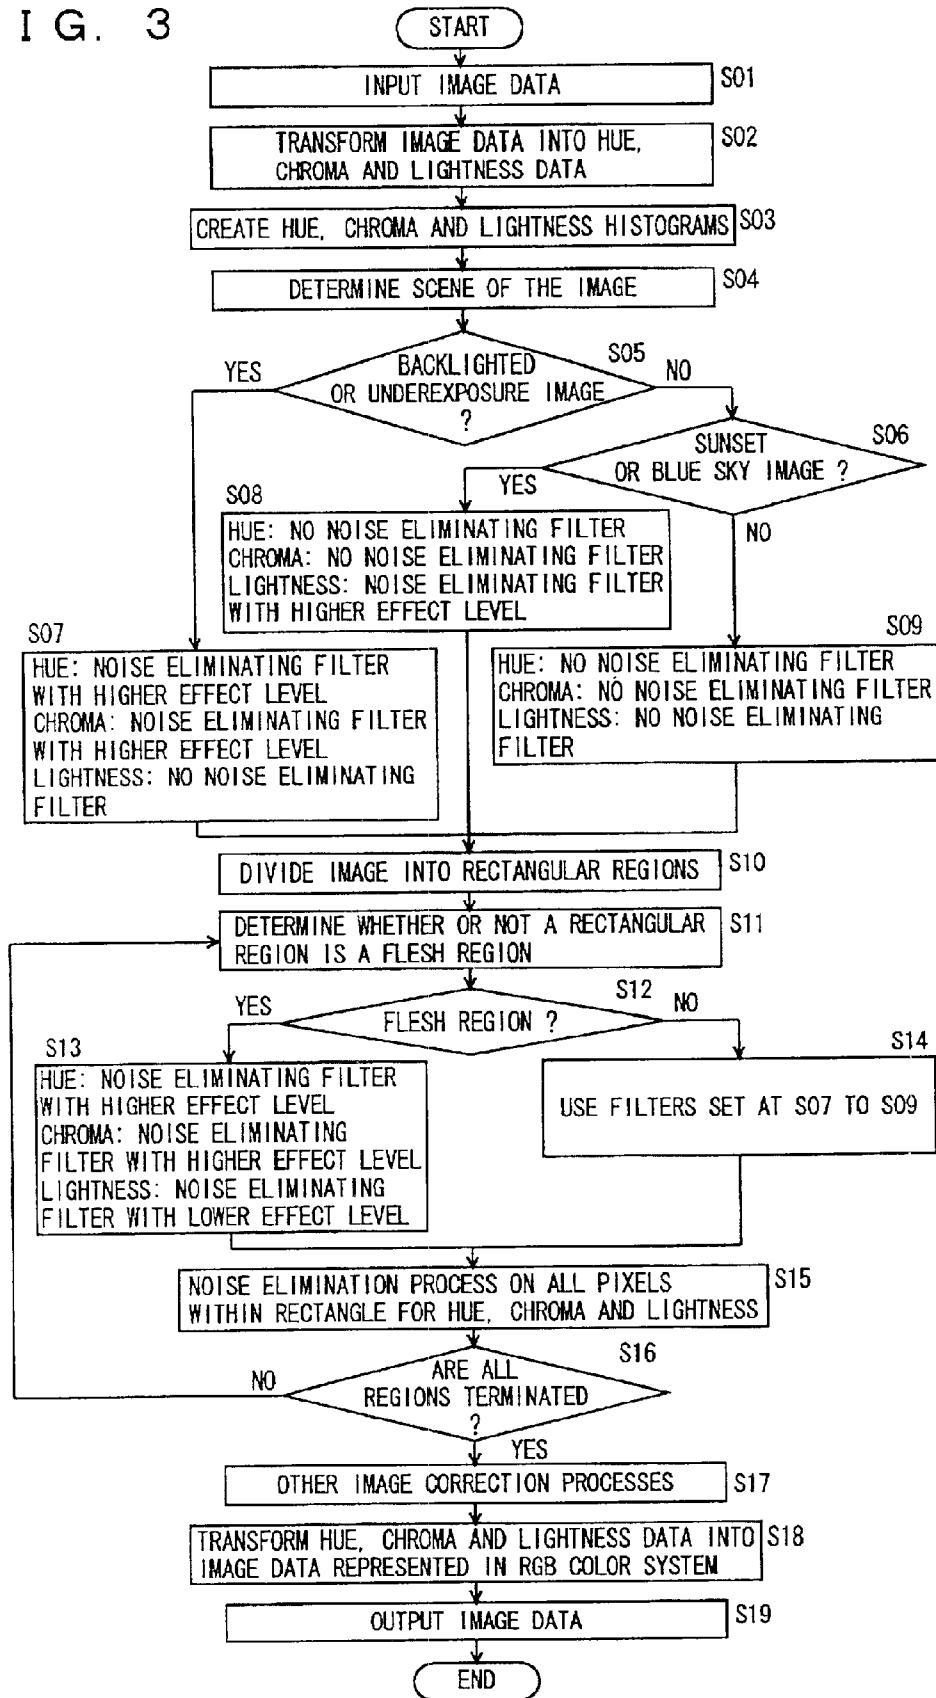 I G. 3
START
INPUT IMAGE DATA
S01
TRANSFORM IMAGE DATA INTO HUE,
CHROMA AND LIGHTNESS DATA
S02
CREATE HUE, CHROMA AND LIGHTNESS HISTOGRAMS
S03
DETERMINE SCENE OF THE IMAGE
S04
BACKLIGHTED
OR UNDEREXPOSURE IMAGE
?
S05
YES
NO
SUNSET
OR BLUE SKY IMAGE ?
S06
YES
NO
S08
HUE: NO NOISE ELIMINATING FILTER
CHROMA: NO NOISE ELIMINATING FILTER
LIGHTNESS: NOISE ELIMINATING FILTER
WITH HIGHER EFFECT LEVEL
S07
HUE: NOISE ELIMINATING FILTER
WITH HIGHER EFFECT LEVEL
CHROMA: NOISE ELIMINATING FILTER
WITH HIGHER EFFECT LEVEL
LIGHTNESS: NO NOISE ELIMINATING
FILTER
S09
HUE: NO NOISE ELIMINATING FILTER
CHROMA: NO NOISE ELIMINATING FILTER
LIGHTNESS: NO NOISE ELIMINATING
FILTER
DIVIDE IMAGE INTO RECTANGULAR REGIONS
S10
DETERMINE WHETHER OR NOT A RECTANGULAR
REGION IS A FLESH REGION
S11
FLESH REGION ?
S12
YES
NO
S13
HUE: NOISE ELIMINATING FILTER
WITH HIGHER EFFECT LEVEL
CHROMA: NOISE ELIMINATING
FILTER WITH HIGHER EFFECT LEVEL
LIGHTNESS: NOISE ELIMINATING
FILTER WITH LOWER EFFECT LEVEL
S14
USE FILTERS SET AT S07 TO S09
NOISE ELIMINATION PROCESS ON ALL PIXELS
WITHIN RECTANGLE FOR HUE, CHROMA AND LIGHTNESS
S15
ARE ALL
REGIONS TERMINATED
?
S16
NO
YES
OTHER IMAGE CORRECTION PROCESSES
S17
TRANSFORM HUE, CHROMA AND LIGHTNESS DATA INTO
IMAGE DATA REPRESENTED IN RGB COLOR SYSTEM
S18
OUTPUT IMAGE DATA
S19
END